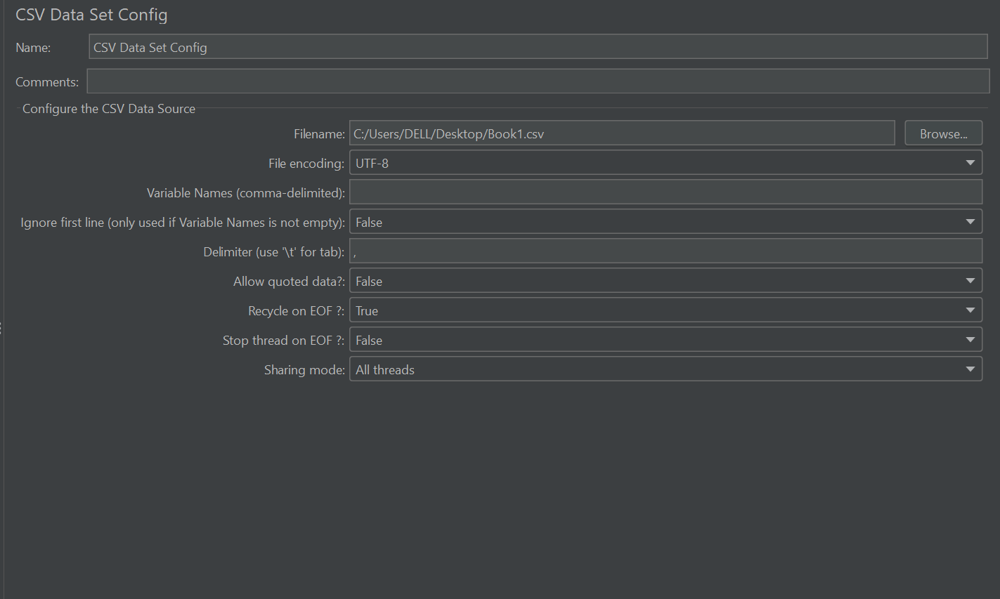 CSV Data Set Config
Name: CSV Data Set Config
Comments:
Configure the CSV Data Source
Filename: C:/Users/DELL/Desktop/Book1.csv Browse...
File encoding: UTF-8
Variable Names (comma-delimited):
Ignore first line (only used if Variable Names is not empty): False
Delimiter (use '\t' for tab): ,
Allow quoted data?: False
Recycle on EOF ?: True
Stop thread on EOF ?: False
Sharing mode: All threads